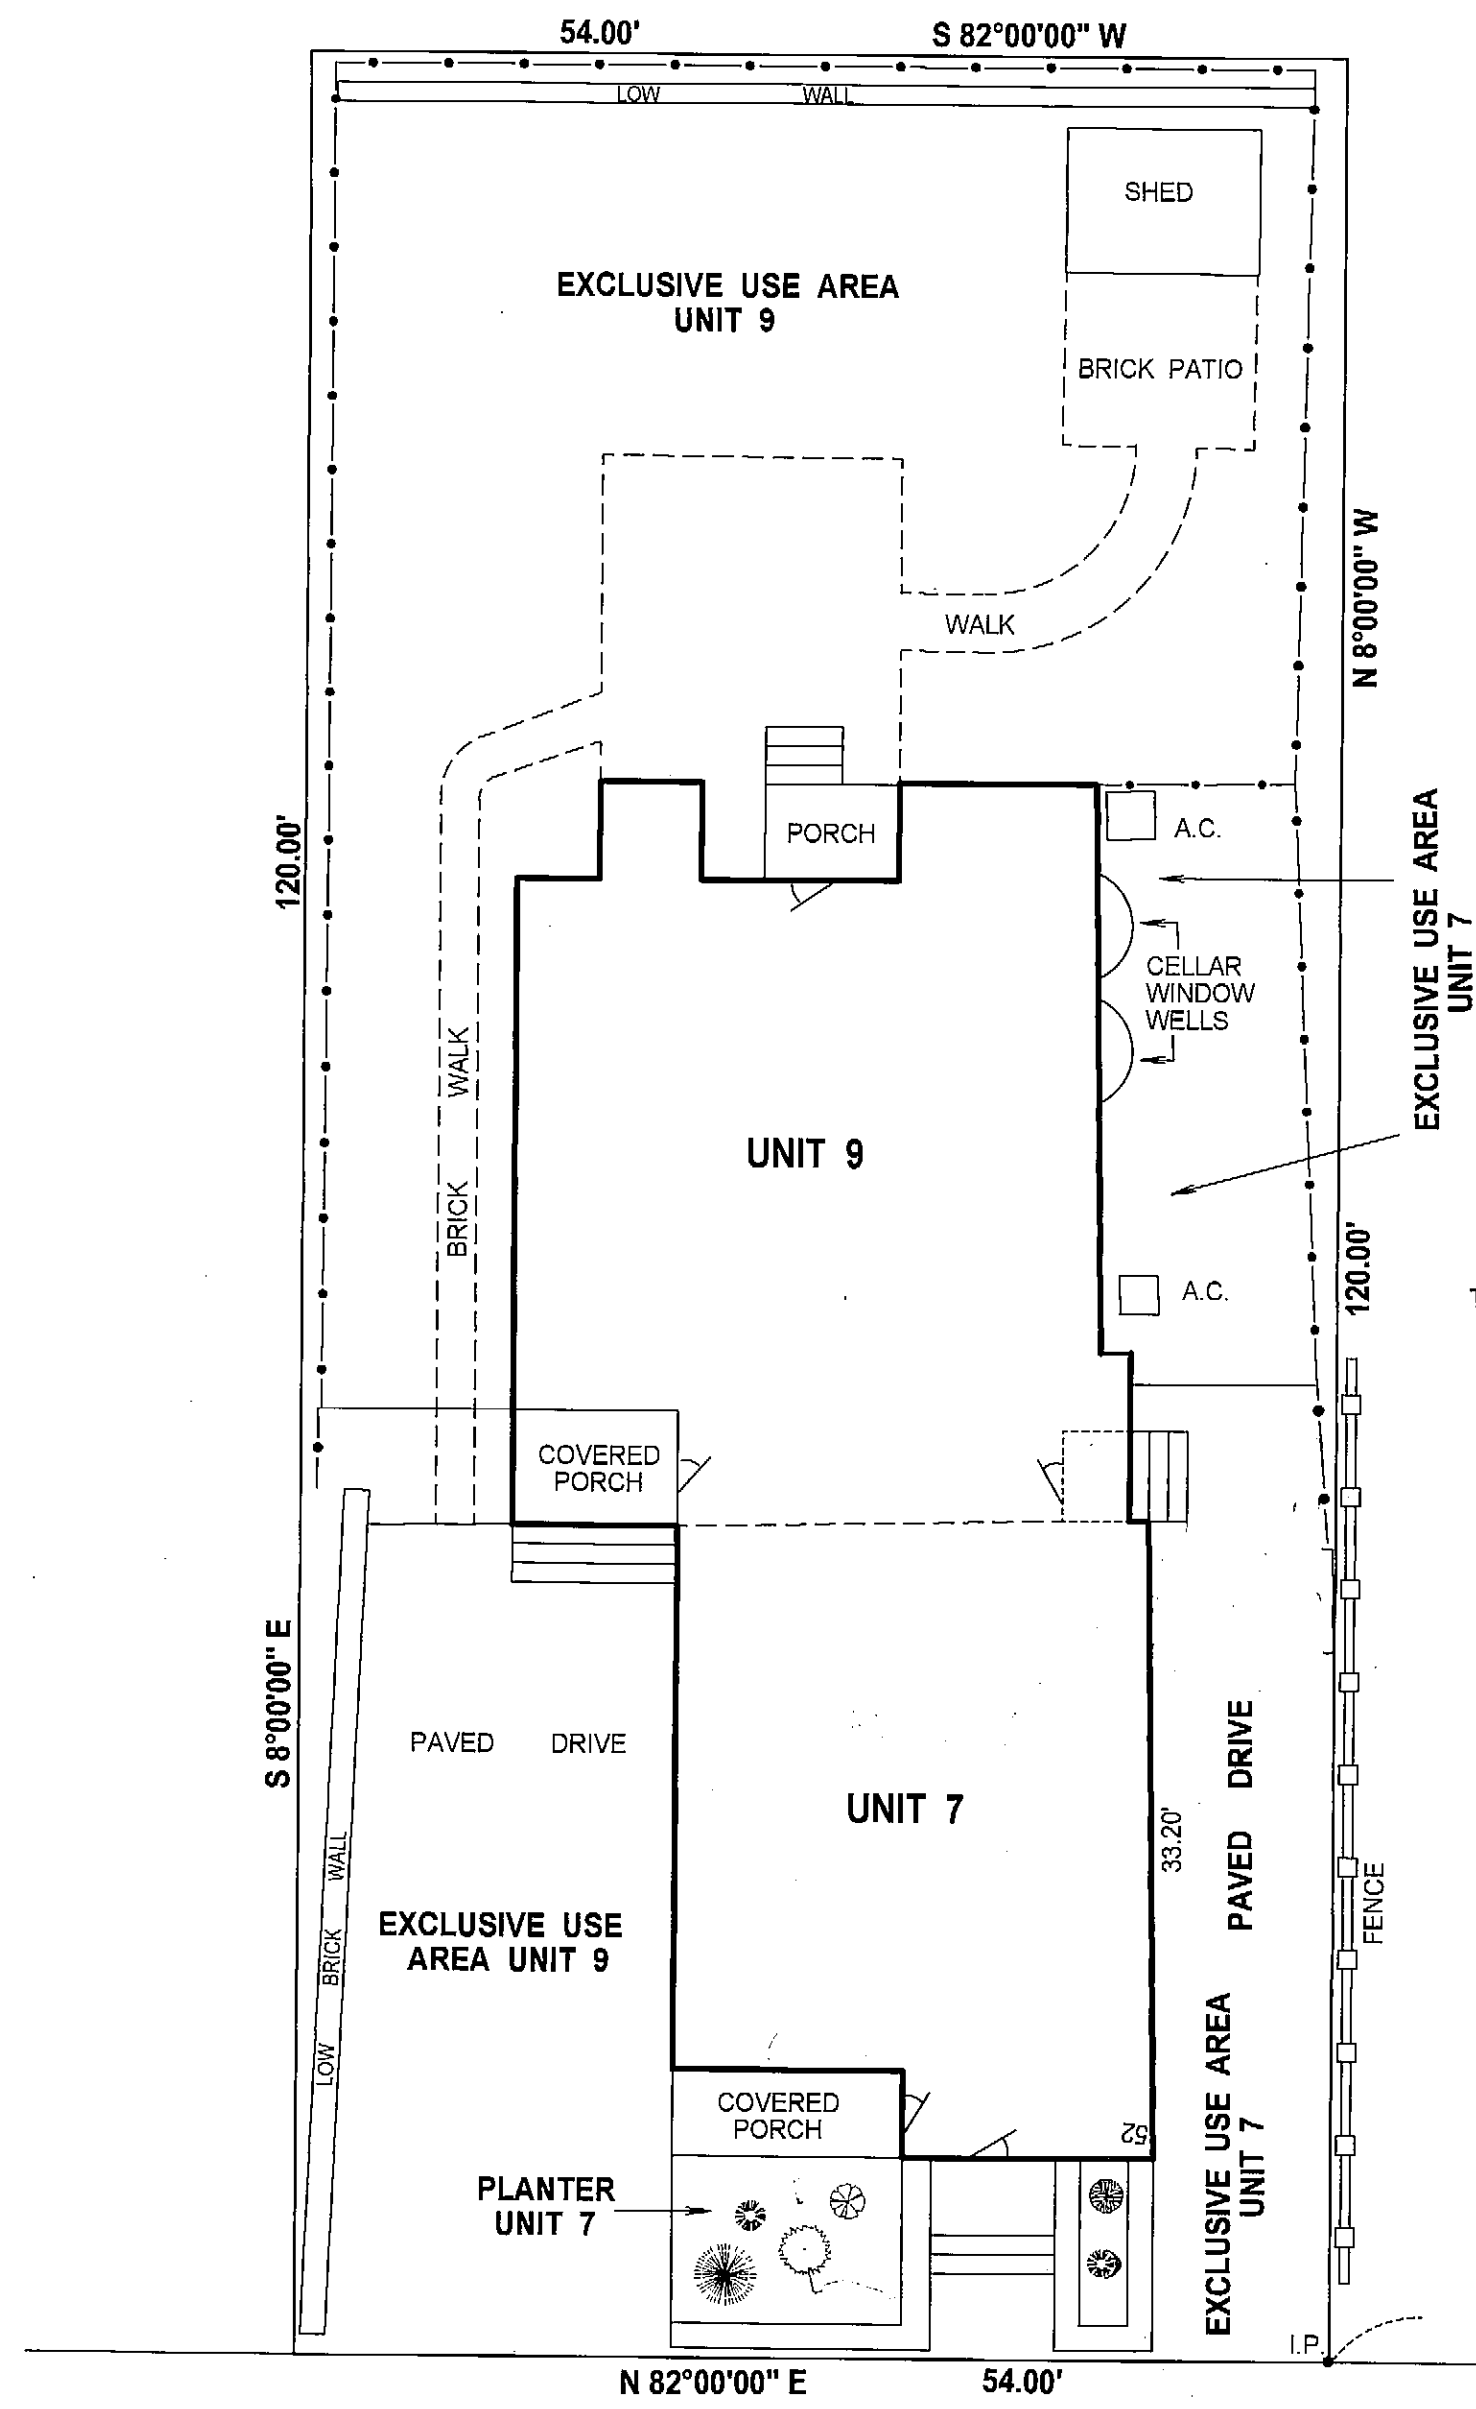 54.00' S 82°00'00" W
LOW WALL
SHED
EXCLUSIVE USE AREA
UNIT 9
BRICK PATIO
N 8°00'00" W
WALK
120.00'
PORCH
A.C.
EXCLUSIVE USE AREA
UNIT 7
CELLAR
WINDOW
WELLS
BRICK WALK
UNIT 9
120.00'
A.C.
COVERED
PORCH
S 8°00'00" E
PAVED DRIVE
UNIT 7
33.20'
PAVED DRIVE
FENCE
LOW BRICK WALL
EXCLUSIVE USE
AREA UNIT 9
EXCLUSIVE USE AREA
UNIT 7
COVERED
PORCH
52
PLANTER
UNIT 7
I.P.
N 82°00'00" E 54.00'